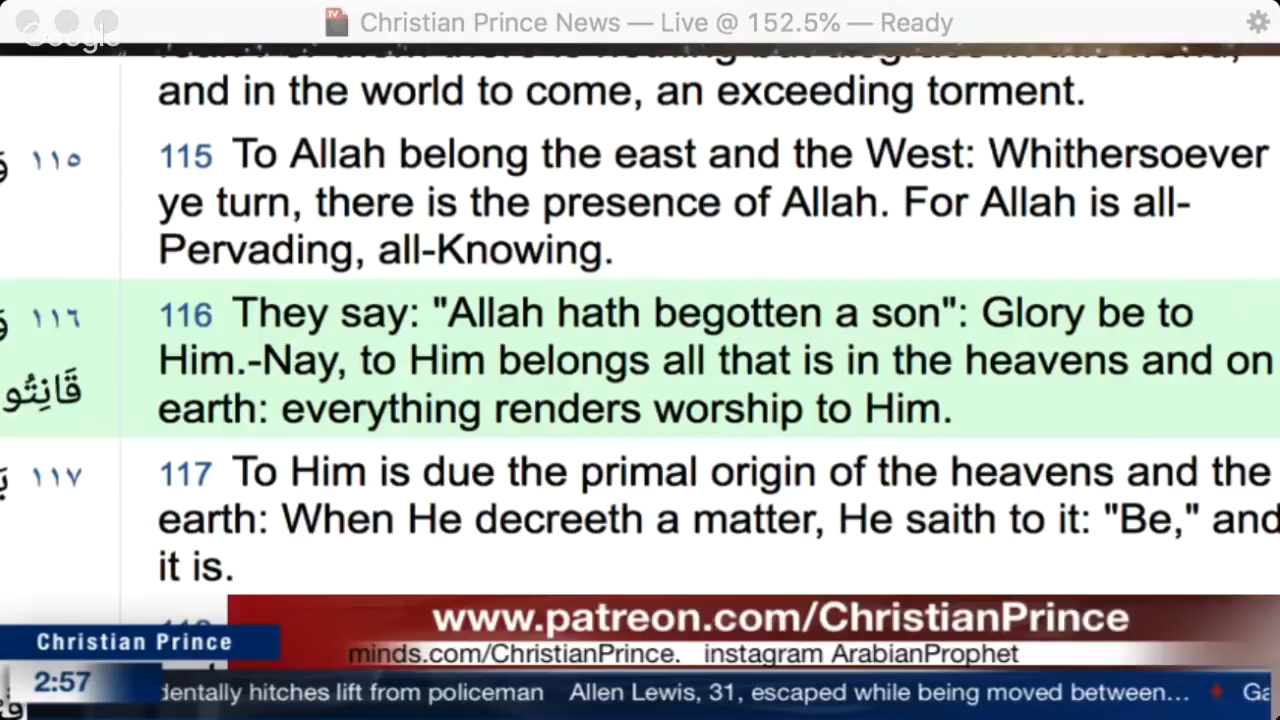 Christian Prince News — Live @ 152.5% — Ready
Google
and in the world to come, an exceeding torment.
١١٥ 115 To Allah belong the east and the West: Whithersoever
ye turn, there is the presence of Allah. For Allah is all-
Pervading, all-Knowing.
١١٦ 116 They say: "Allah hath begotten a son": Glory be to
Him.-Nay, to Him belongs all that is in the heavens and on
قَانِتُو earth: everything renders worship to Him.
١١٧ 117 To Him is due the primal origin of the heavens and the
earth: When He decreeth a matter, He saith to it: "Be," and
it is.
www.patreon.com/ChristianPrince
Christian Prince
minds.com/ChristianPrince. instagram ArabianProphet
2:57 dentally hitches lift from policeman Allen Lewis, 31, escaped while being moved between... Ga